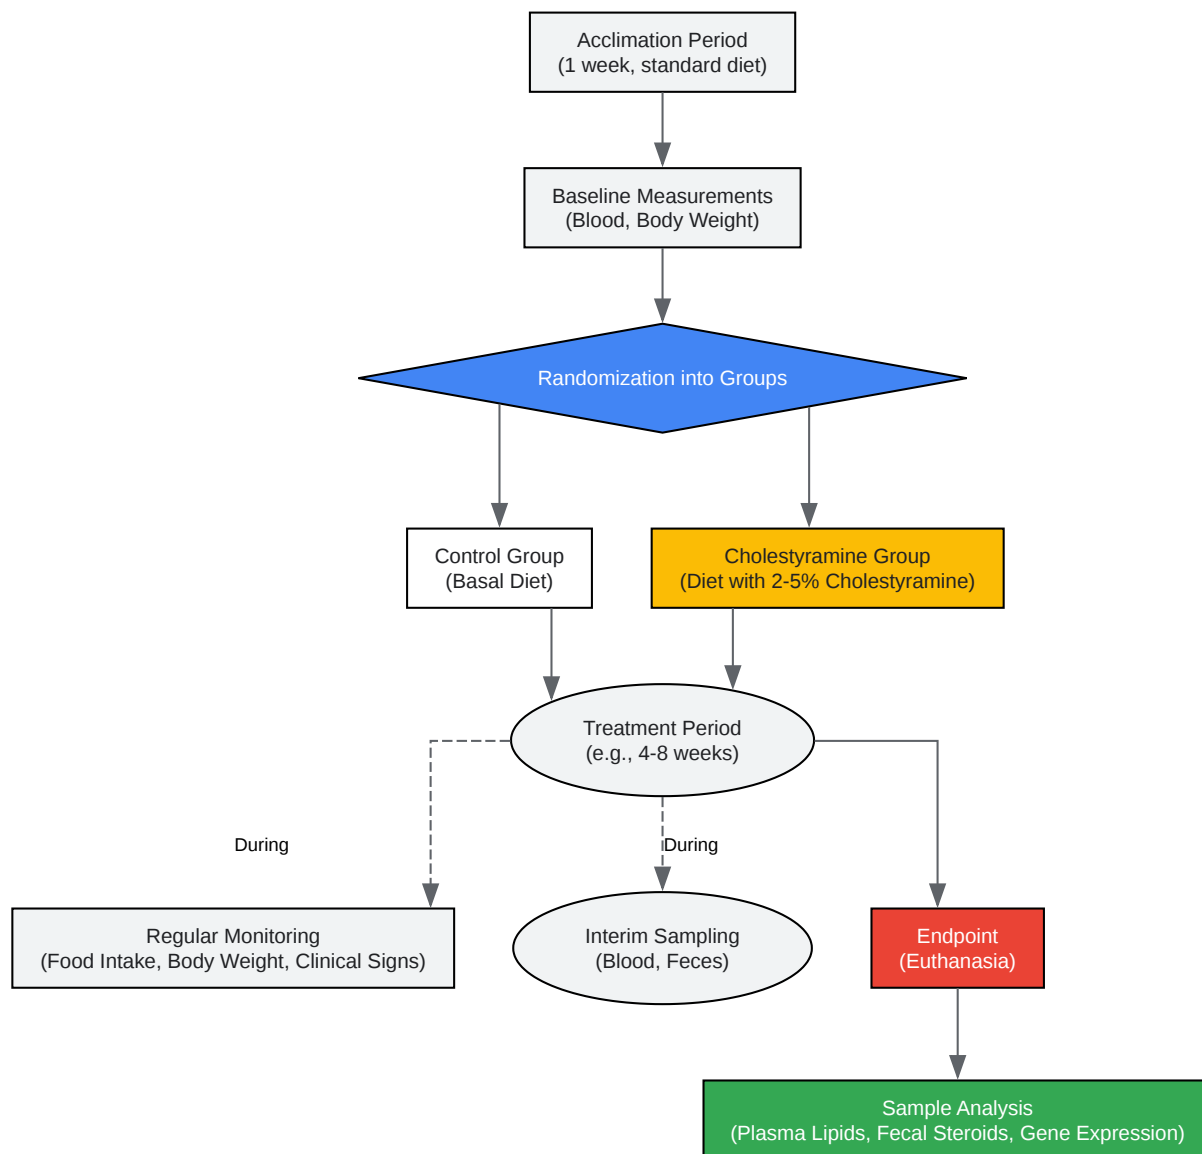 Acclimation Period
(1 week, standard diet)
Baseline Measurements
(Blood, Body Weight)
Randomization into Groups
Control Group
(Basal Diet)
Cholestyramine Group
(Diet with 2-5% Cholestyramine)
Treatment Period
(e.g., 4-8 weeks)
During
During
Regular Monitoring
(Food Intake, Body Weight, Clinical Signs)
Interim Sampling
(Blood, Feces)
Endpoint
(Euthanasia)
Sample Analysis
(Plasma Lipids, Fecal Steroids, Gene Expression)